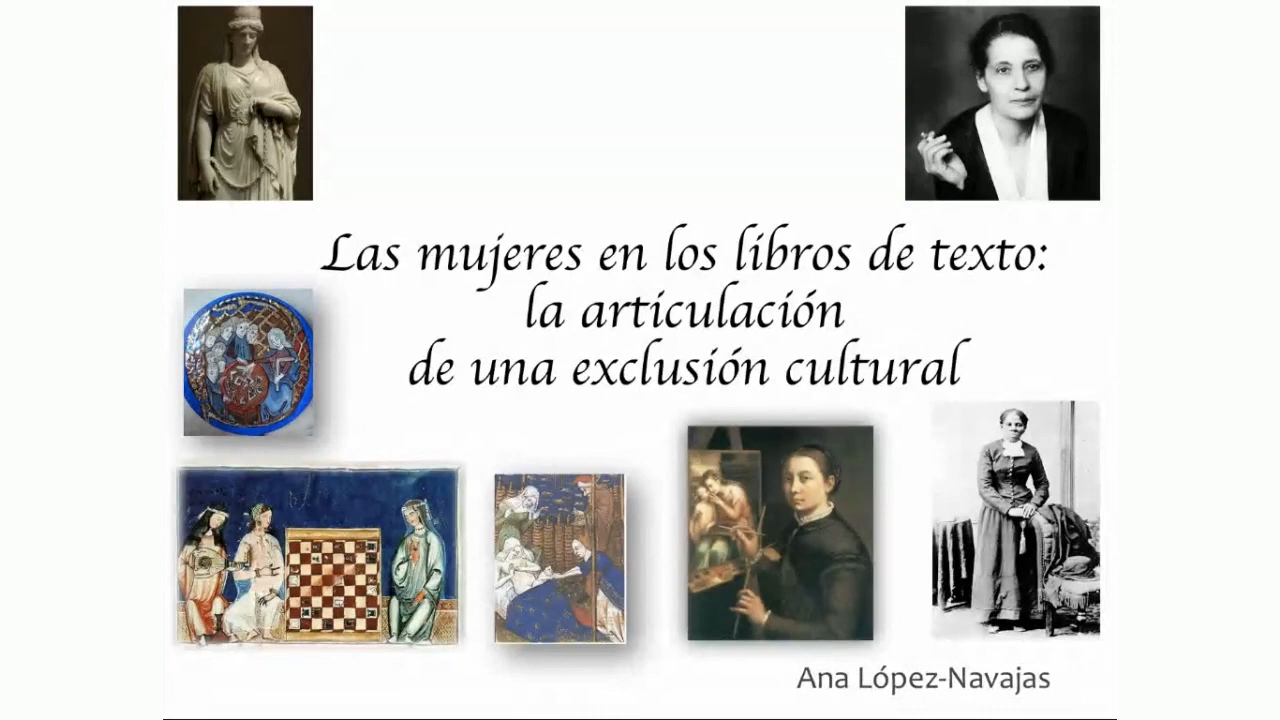 Las mujeres en los libros de texto:
la articulación
de una exclusión cultural
Ana López-Navajas